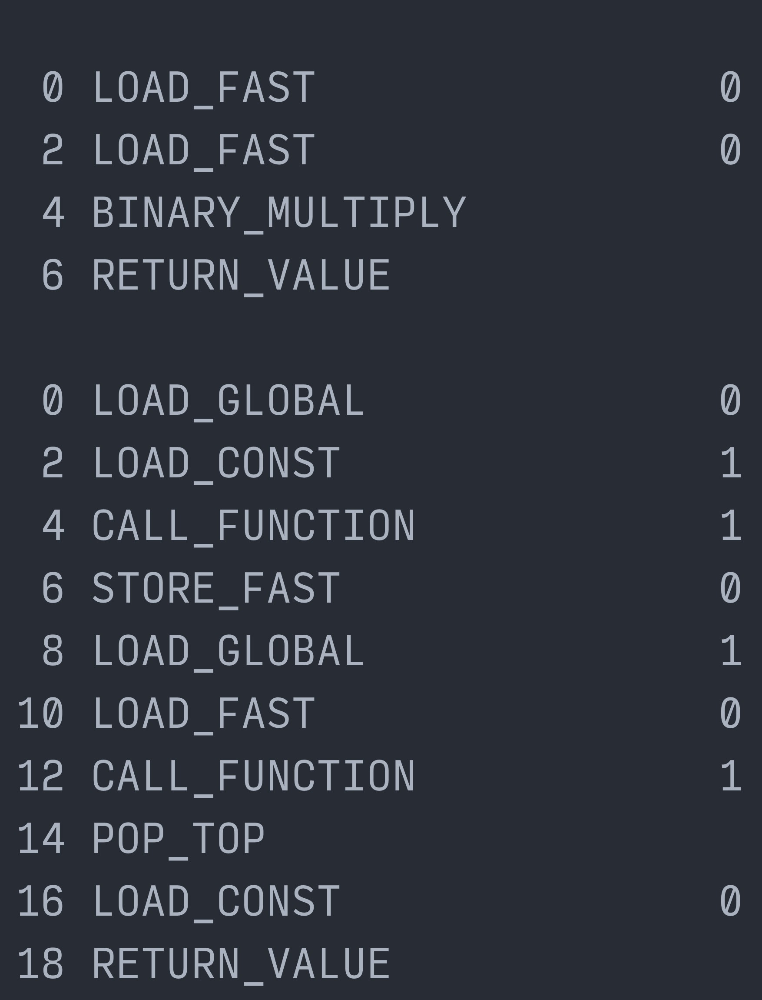 0 LOAD_FAST 0
2 LOAD_FAST 0
4 BINARY_MULTIPLY
6 RETURN_VALUE
0 LOAD_GLOBAL 0
2 LOAD_CONST 1
4 CALL_FUNCTION 1
6 STORE_FAST 0
8 LOAD_GLOBAL 1
10 LOAD_FAST 0
12 CALL_FUNCTION 1
14 POP_TOP
16 LOAD_CONST 0
18 RETURN_VALUE